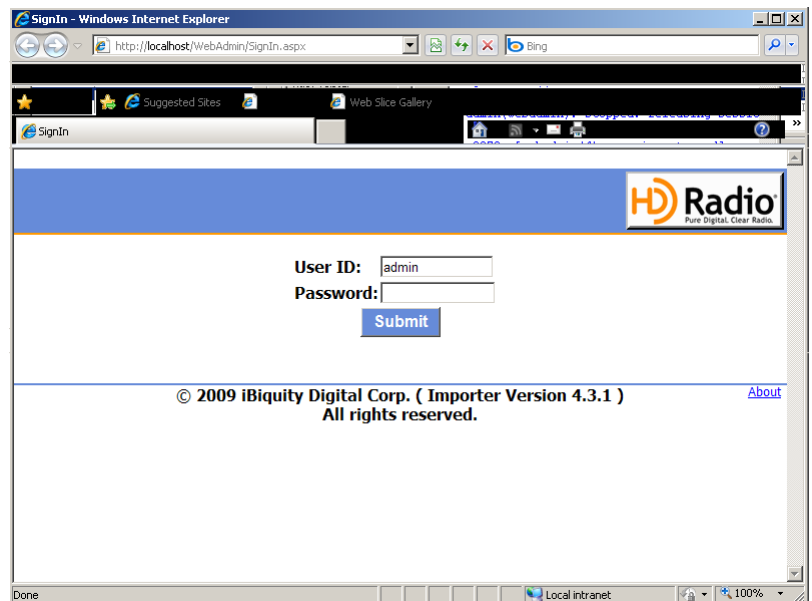 SignIn - Windows Internet Explorer
http://localhost/WebAdmin/SignIn.aspx
Bing
Suggested Sites
Web Slice Gallery
SignIn
HD Radio
Pure Digital. Clear Radio.
User ID: admin
Password:
Submit
© 2009 iBiquity Digital Corp. ( Importer Version 4.3.1 )
All rights reserved.
About
Done
Local intranet
100%